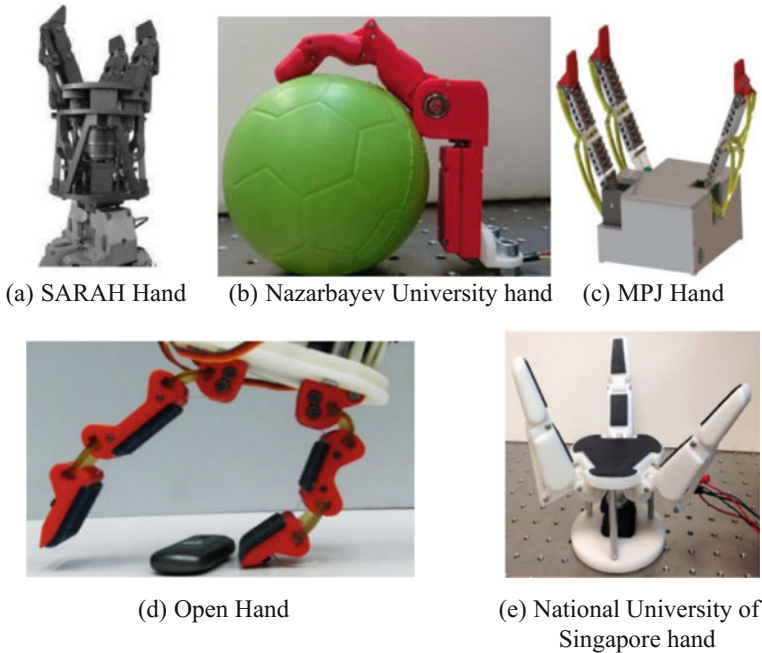 (a) SARAH Hand
(b) Nazarbayev University hand
(c) MPJ Hand
(d) Open Hand
(e) National University of
Singapore hand